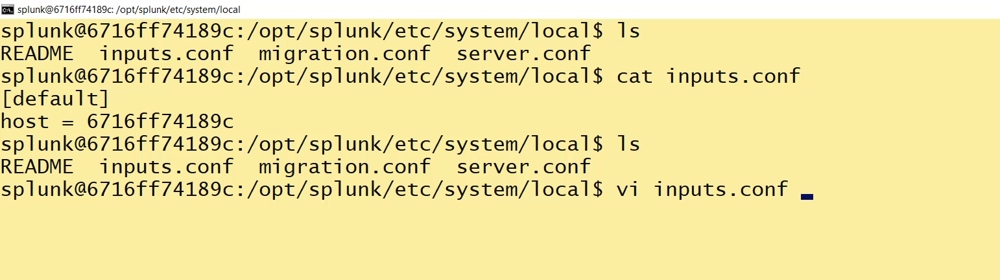 splunk@6716ff74189c: /opt/splunk/etc/system/local
splunk@6716ff74189c:/opt/splunk/etc/system/local$ ls
README  inputs.conf  migration.conf  server.conf
splunk@6716ff74189c:/opt/splunk/etc/system/local$ cat inputs.conf
[default]
host = 6716ff74189c
splunk@6716ff74189c:/opt/splunk/etc/system/local$ ls
README  inputs.conf  migration.conf  server.conf
splunk@6716ff74189c:/opt/splunk/etc/system/local$ vi inputs.conf